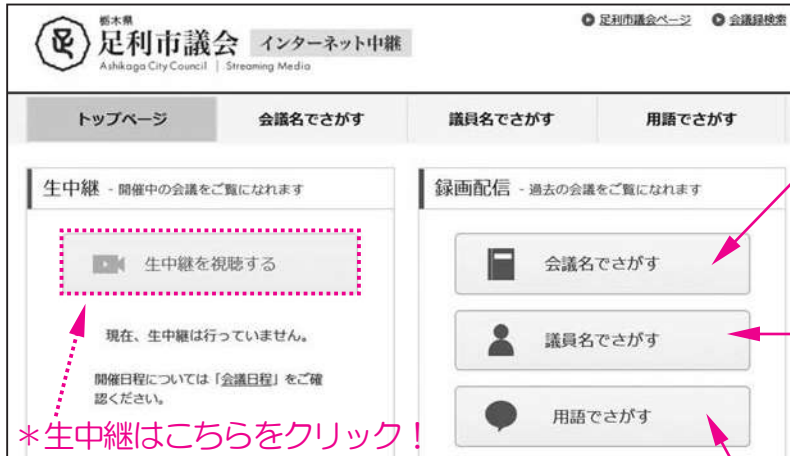 栃木県
足利市議会 インターネット中継
Ashikaga City Council | Streaming Media
足利市議会ページ 会議録検索
トップページ 会議名でさがす 議員名でさがす 用語でさがす
生中継 - 開催中の会議をご覧になれます
生中継を視聴する
現在、生中継は行っていません。
開催日程については「会議日程」をご確
認ください。
*生中継はこちらをクリック!
録画配信 - 過去の会議をご覧になれます
会議名でさがす
議員名でさがす
用語でさがす